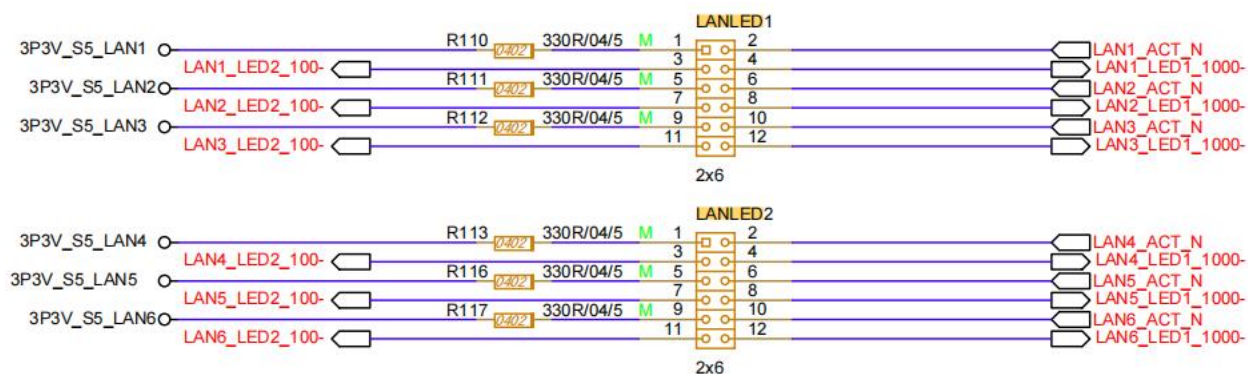 LANLED1
3P3V_S5_LAN1 R110 0402 330R/04/5 M 1 2 LAN1_ACT_N
LAN1_LED2_100- 3 4 LAN1_LED1_1000-
3P3V_S5_LAN2 R111 0402 330R/04/5 M 5 6 LAN2_ACT_N
LAN2_LED2_100- 7 8 LAN2_LED1_1000-
3P3V_S5_LAN3 R112 0402 330R/04/5 M 9 10 LAN3_ACT_N
LAN3_LED2_100- 11 12 LAN3_LED1_1000-
2x6
LANLED2
3P3V_S5_LAN4 R113 0402 330R/04/5 M 1 2 LAN4_ACT_N
LAN4_LED2_100- 3 4 LAN4_LED1_1000-
3P3V_S5_LAN5 R116 0402 330R/04/5 M 5 6 LAN5_ACT_N
LAN5_LED2_100- 7 8 LAN5_LED1_1000-
3P3V_S5_LAN6 R117 0402 330R/04/5 M 9 10 LAN6_ACT_N
LAN6_LED2_100- 11 12 LAN6_LED1_1000-
2x6